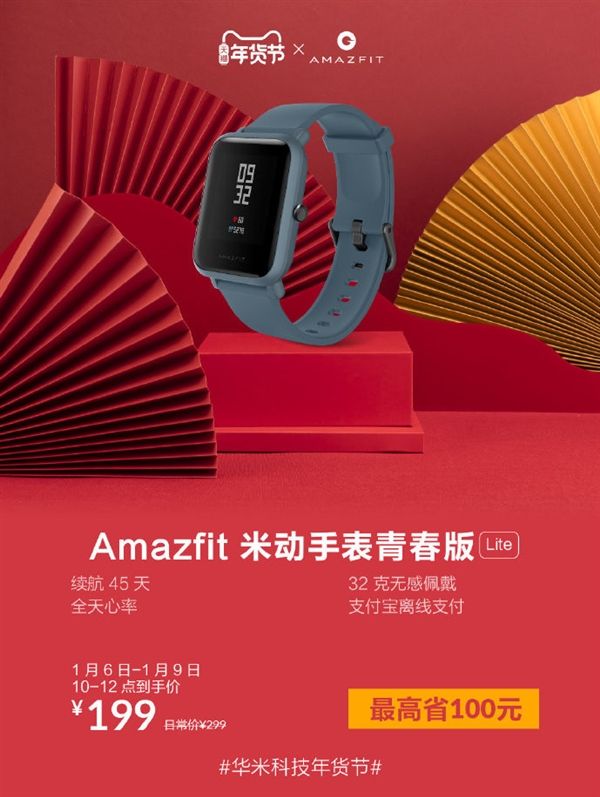 天猫 年货节 × AMAZFIT
09
32
AMAZFIT
Amazfit 米动手表青春版 Lite
续航 45 天
32 克无感佩戴
全天心率
支付宝离线支付
1 月 6 日-1 月 9 日
10-12 点到手价
¥199 日常价¥299
最高省100元
#华米科技年货节#